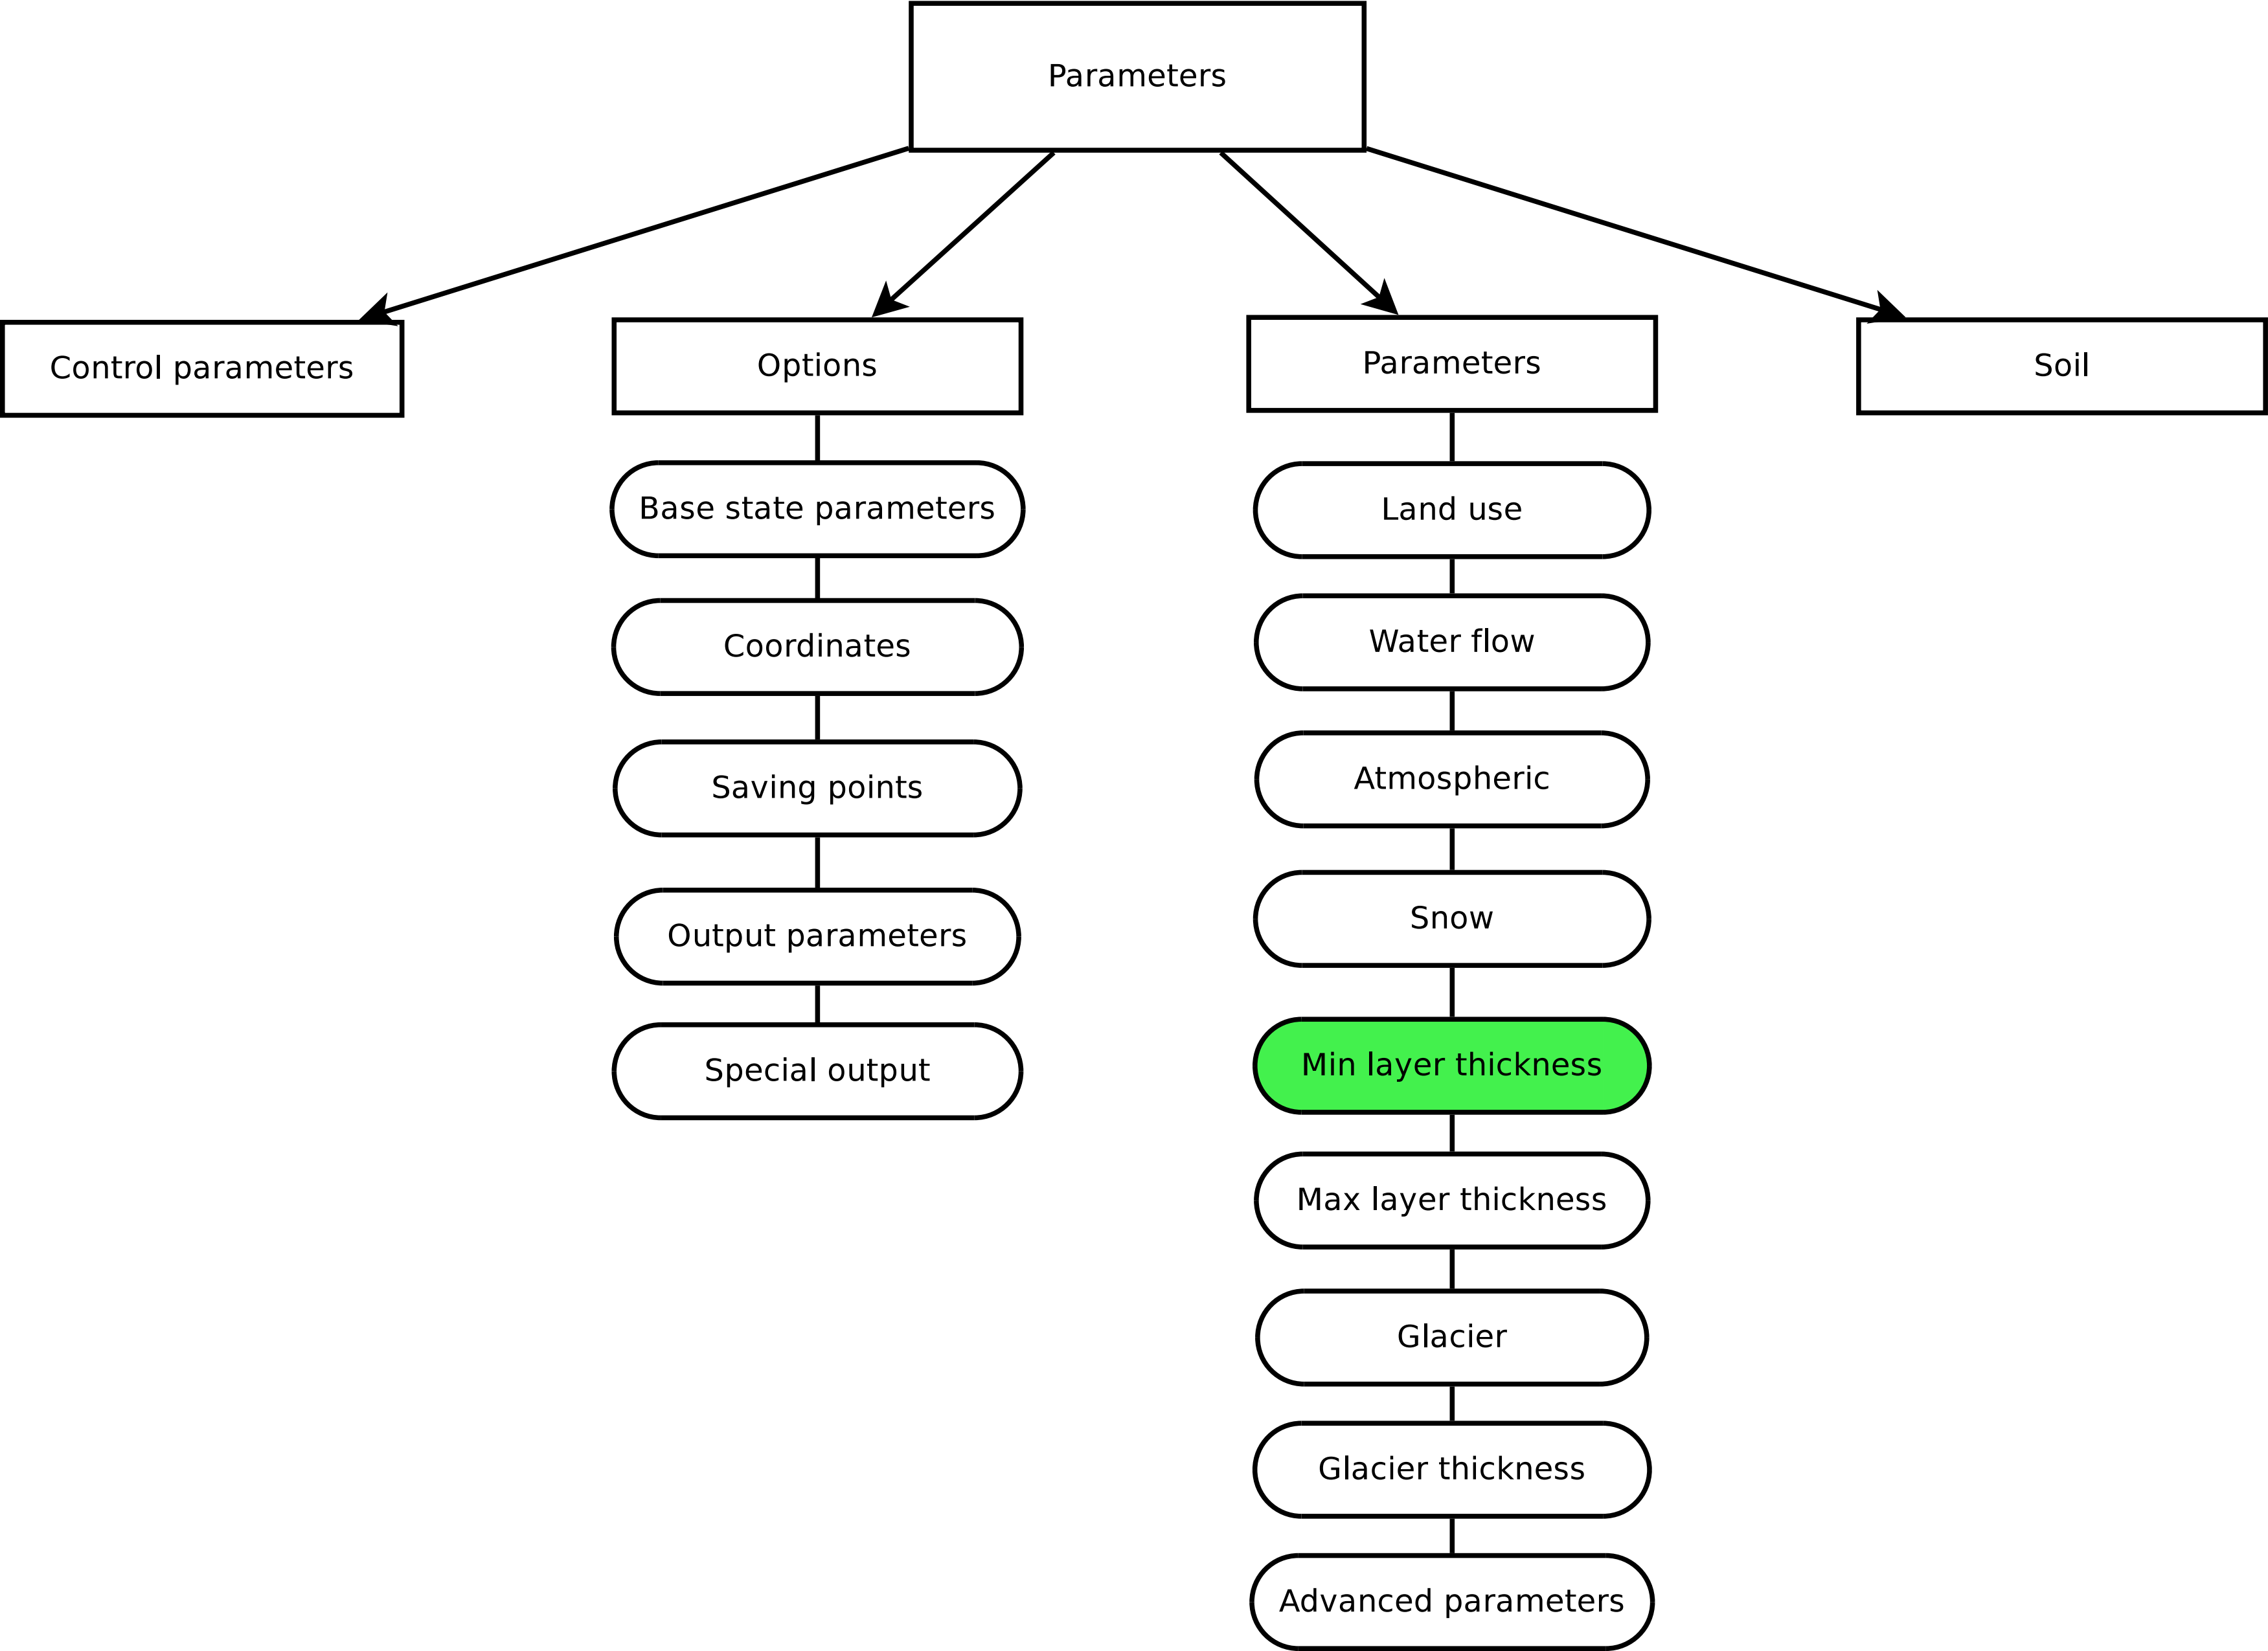 Parameters
Control parameters
Options
Parameters
Soil
Base state parameters
Coordinates
Saving points
Output parameters
Special output
Land use
Water flow
Atmospheric
Snow
Min layer thickness
Max layer thickness
Glacier
Glacier thickness
Advanced parameters